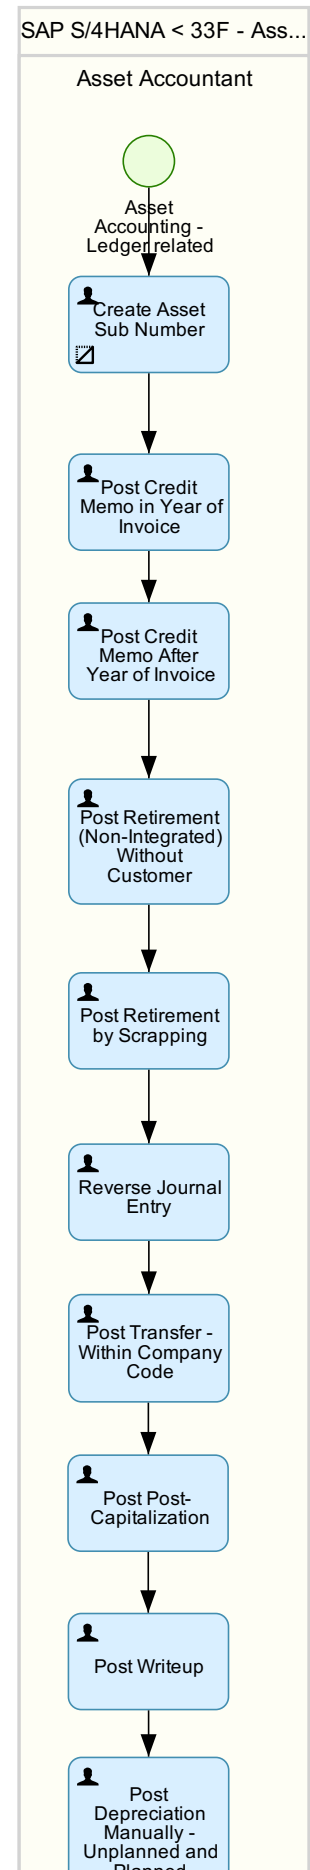 SAP S/4HANA < 33F - Ass...
Asset Accountant
Asset
Accounting -
Ledger related
Create Asset
Sub Number
Post Credit
Memo in Year of
Invoice
Post Credit
Memo After
Year of Invoice
Post Retirement
(Non-Integrated)
Without
Customer
Post Retirement
by Scrapping
Reverse Journal
Entry
Post Transfer -
Within Company
Code
Post Post-
Capitalization
Post Writeup
Post
Depreciation
Manually -
Unplanned and
Planned